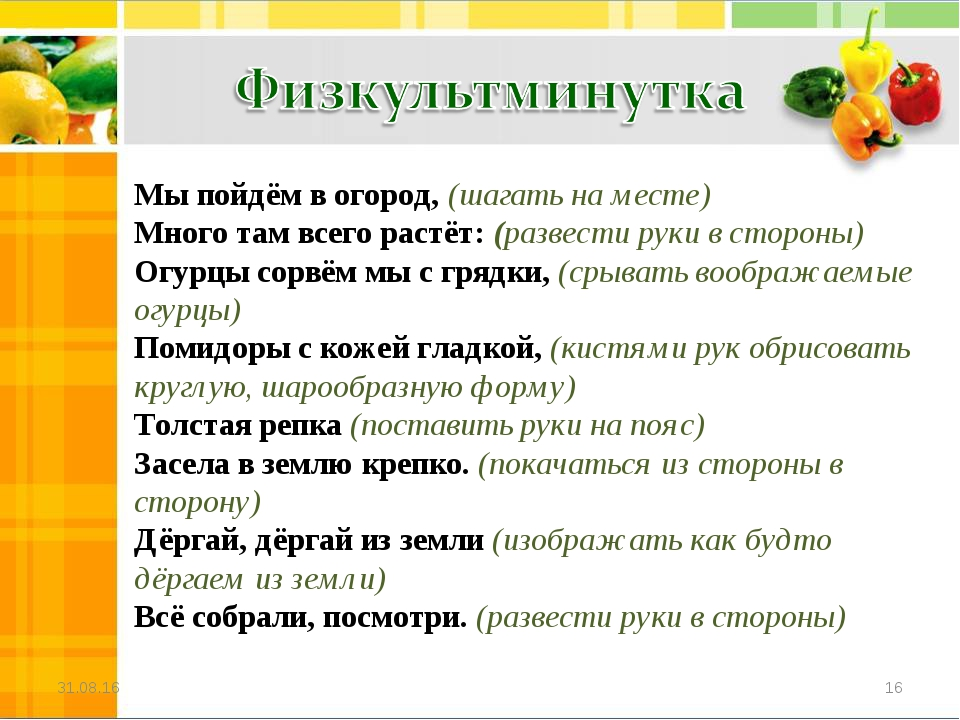 Физкультминутка
Мы пойдём в огород, (шагать на месте)
Много там всего растёт: (развести руки в стороны)
Огурцы сорвём мы с грядки, (срывать воображаемые
огурцы)
Помидоры с кожей гладкой, (кистями рук обрисовать
круглую, шарообразную форму)
Толстая репка (поставить руки на пояс)
Засела в землю крепко. (покачаться из стороны в
сторону)
Дёргай, дёргай из земли (изображать как будто
дёргаем из земли)
Всё собрали, посмотри. (развести руки в стороны)
31.08.16
16